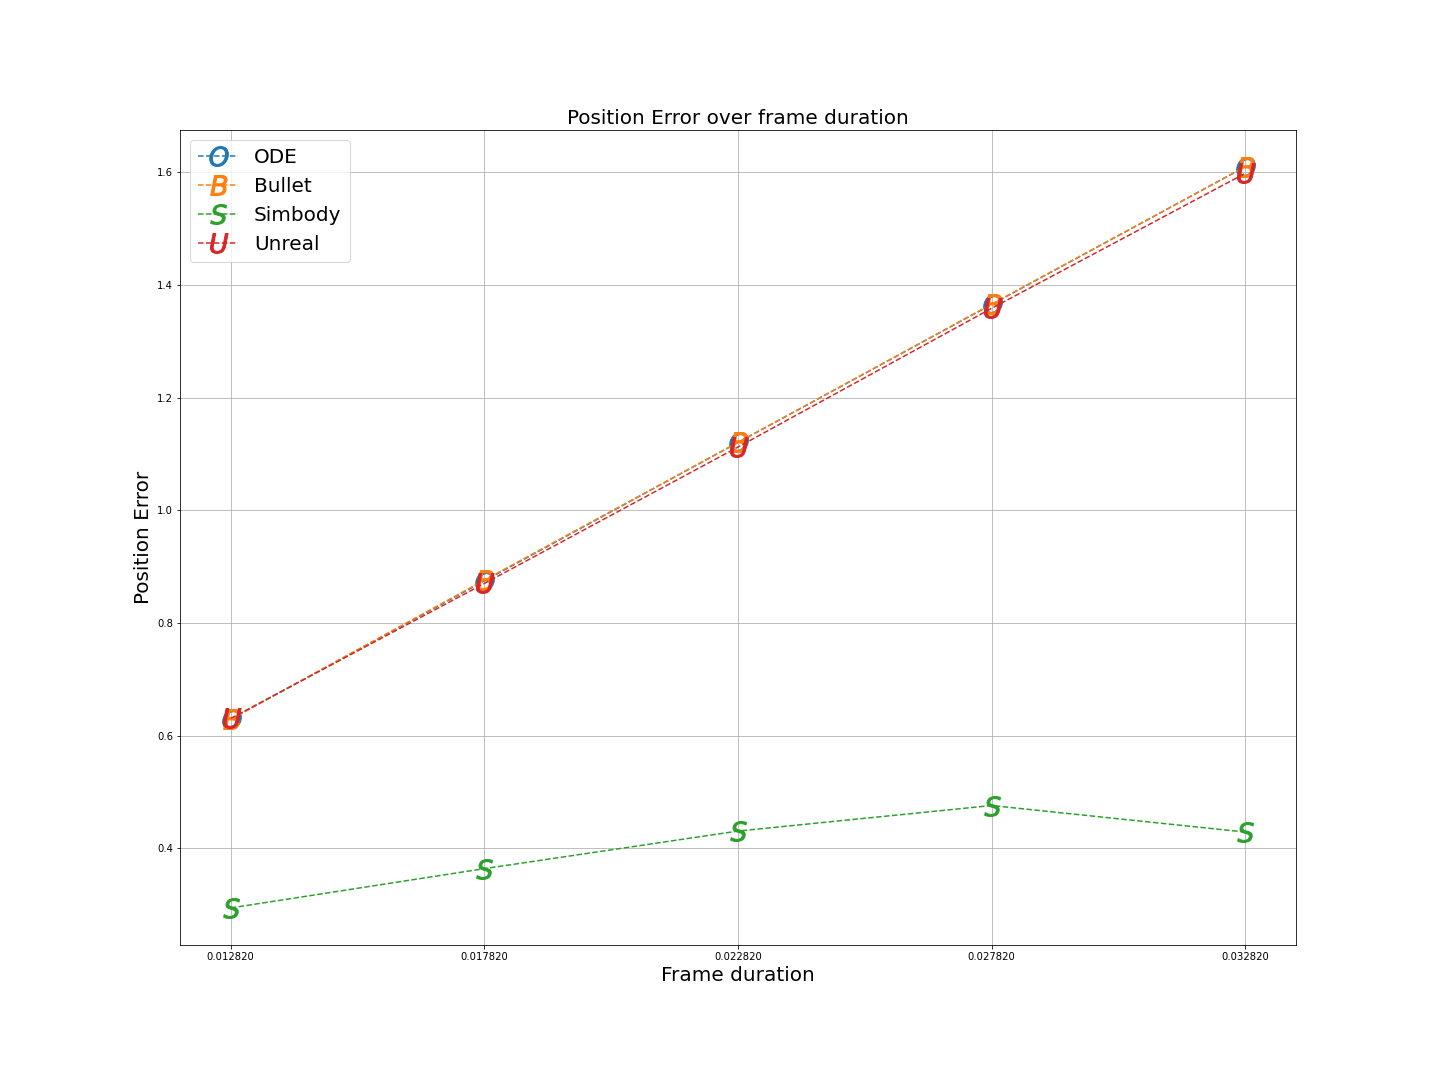 Position Error over frame duration
O ODE
B Bullet
S Simbody
U Unreal
1.6
1.4
1.2
1.0
0.8
0.6
0.4
Position Error
0.012820 0.017820 0.022820 0.027820 0.032820
Frame duration